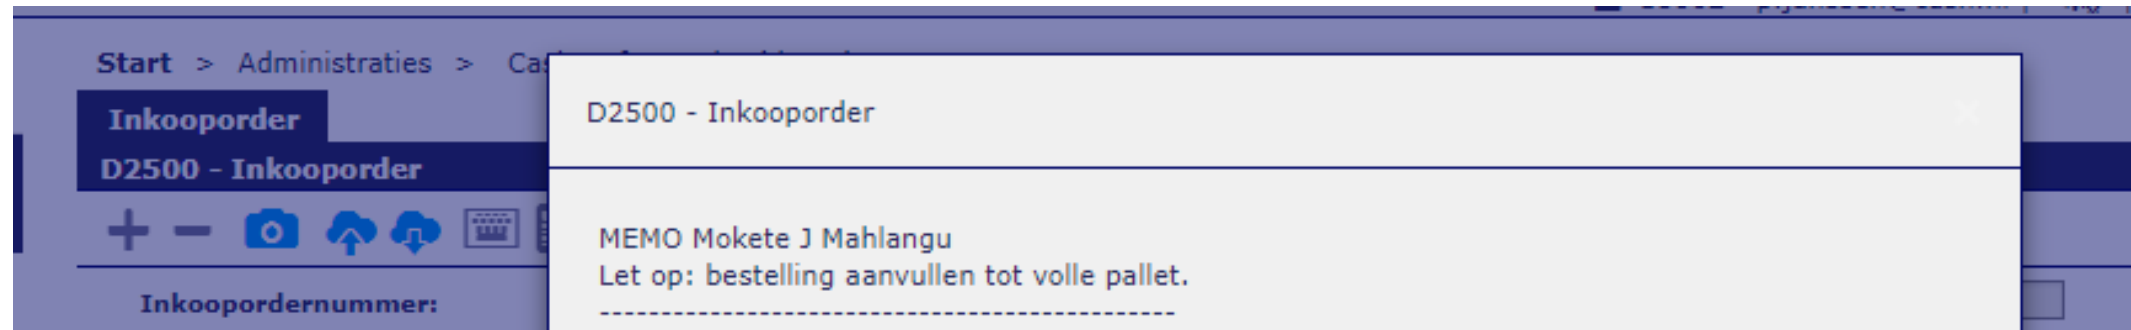 Start > Administraties >
Inkooporder
D2500 - Inkooporder
D2500 - Inkooporder
MEMO Mokete J Mahlangu
Let op: bestelling aanvullen tot volle pallet.
-----------------------------------------------
Inkoopordernummer: